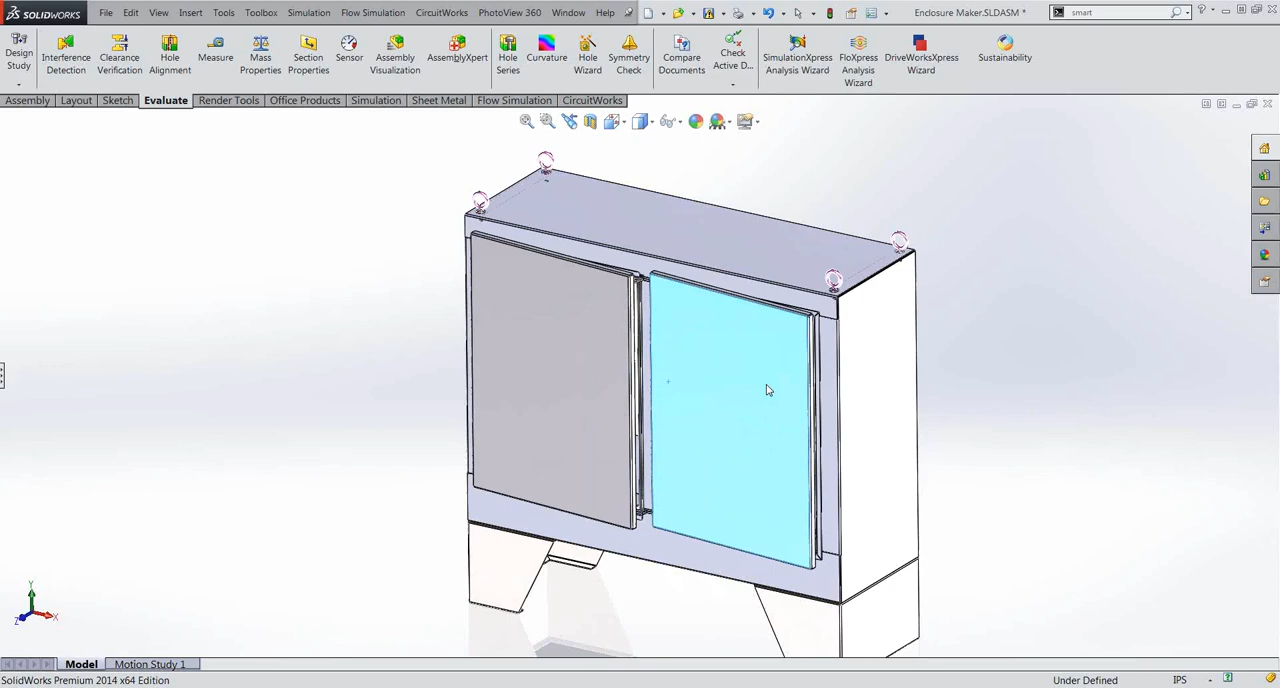 SOLIDWORKS File Edit View Insert Tools Toolbox Simulation Flow Simulation CircuitWorks PhotoView 360 Window Help Enclosure Maker.SLDASM * smart
Design Study
Interference Detection
Clearance Verification
Hole Alignment
Measure
Mass Properties
Section Properties
Sensor
Assembly Visualization
AssemblyXpert
Hole Series
Curvature
Hole Wizard
Symmetry Check
Compare Documents
Check Active D...
SimulationXpress Analysis Wizard
FloXpress Analysis Wizard
DriveWorksXpress Wizard
Sustainability
Assembly Layout Sketch Evaluate Render Tools Office Products Simulation Sheet Metal Flow Simulation CircuitWorks
Y
Z X
Model Motion Study 1
SolidWorks Premium 2014 x64 Edition Under Defined IPS